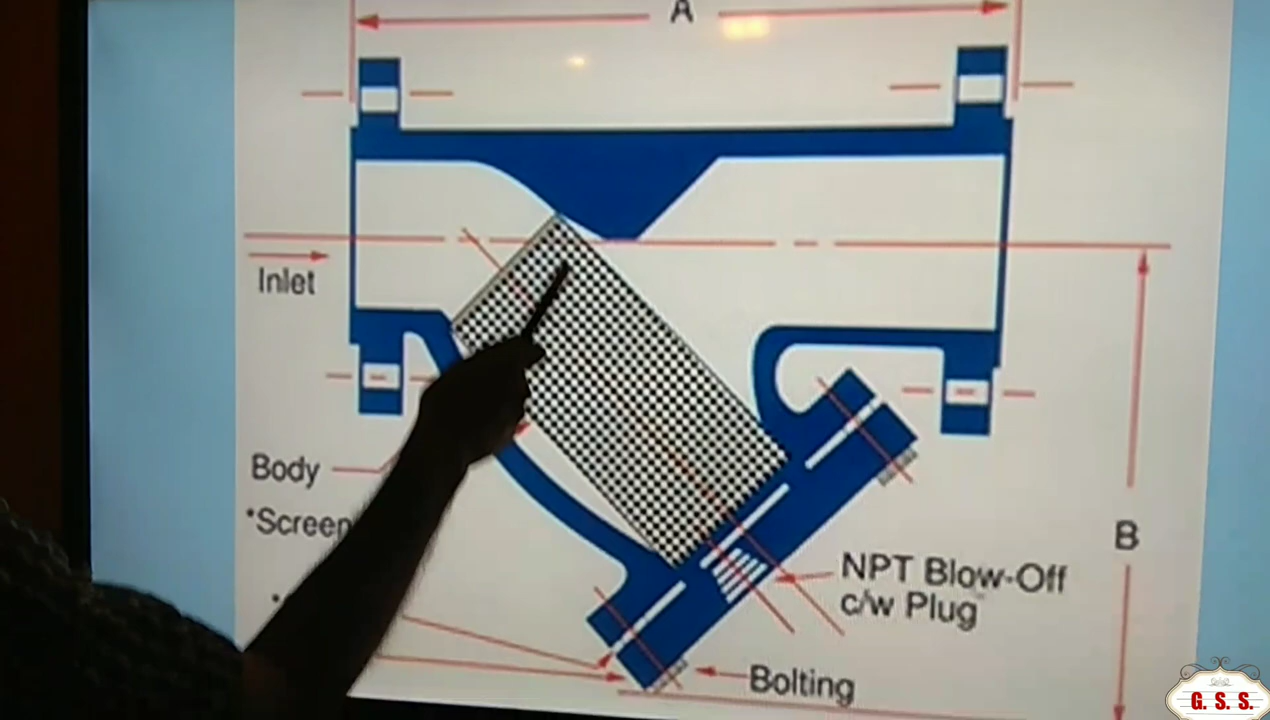 A
Inlet
Body
*Screen
B
NPT Blow-Off
c/w Plug
Bolting
G. S. S.